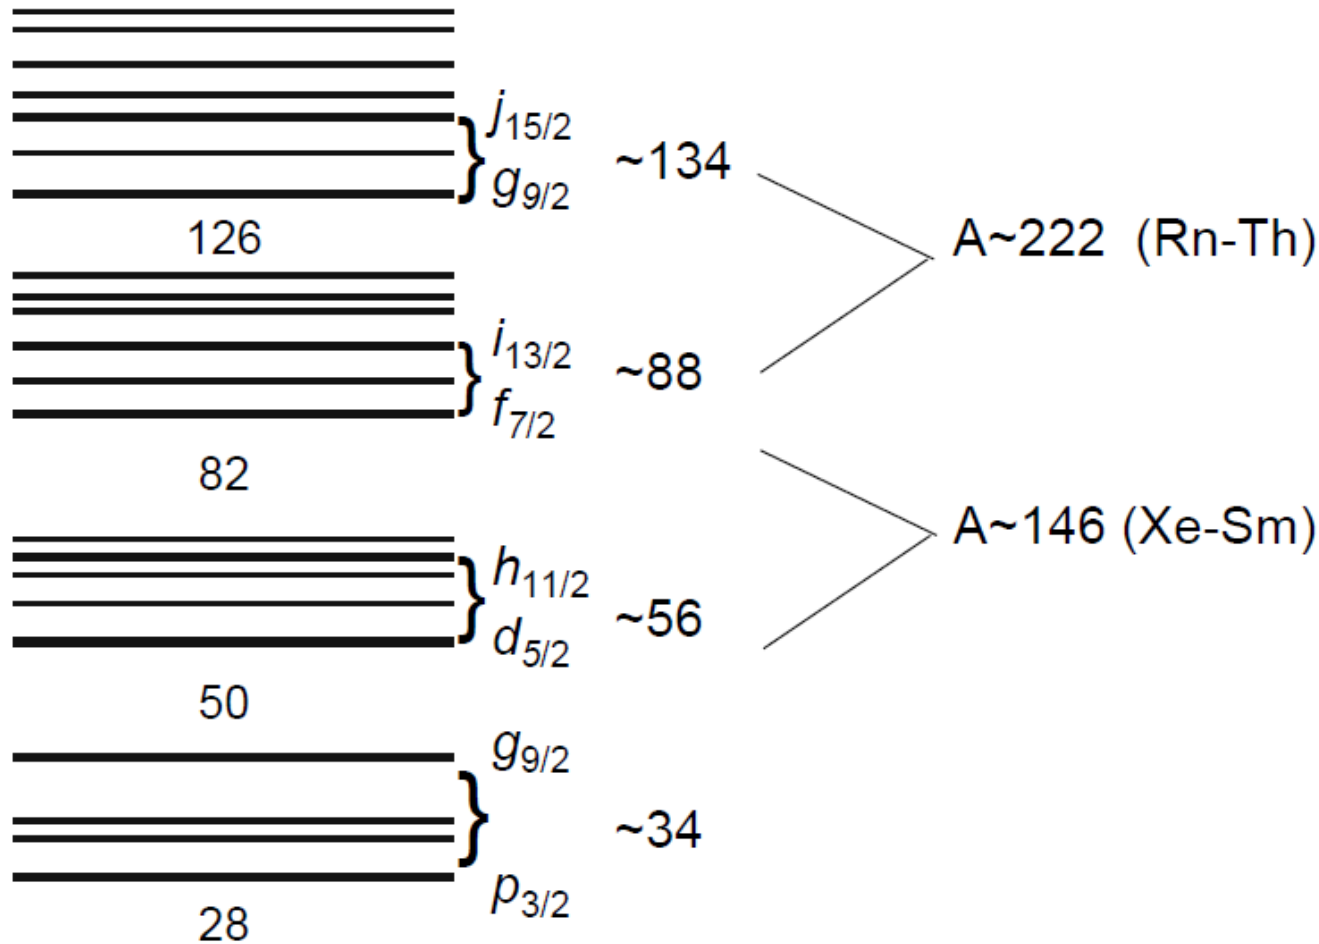 j15/2
g9/2
~134
126
A~222 (Rn-Th)
i13/2
f7/2
~88
82
A~146 (Xe-Sm)
h11/2
d5/2
~56
50
g9/2
~34
p3/2
28